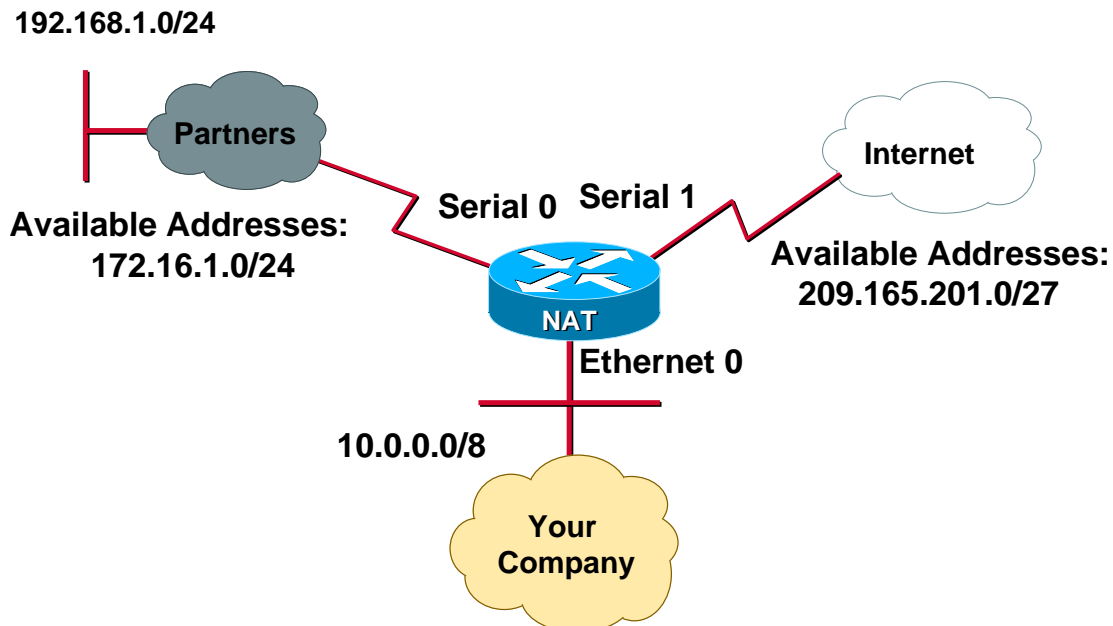 192.168.1.0/24
Partners
Internet
Serial 0
Serial 1
Available Addresses:
172.16.1.0/24
Available Addresses:
209.165.201.0/27
NAT
Ethernet 0
10.0.0.0/8
Your
Company